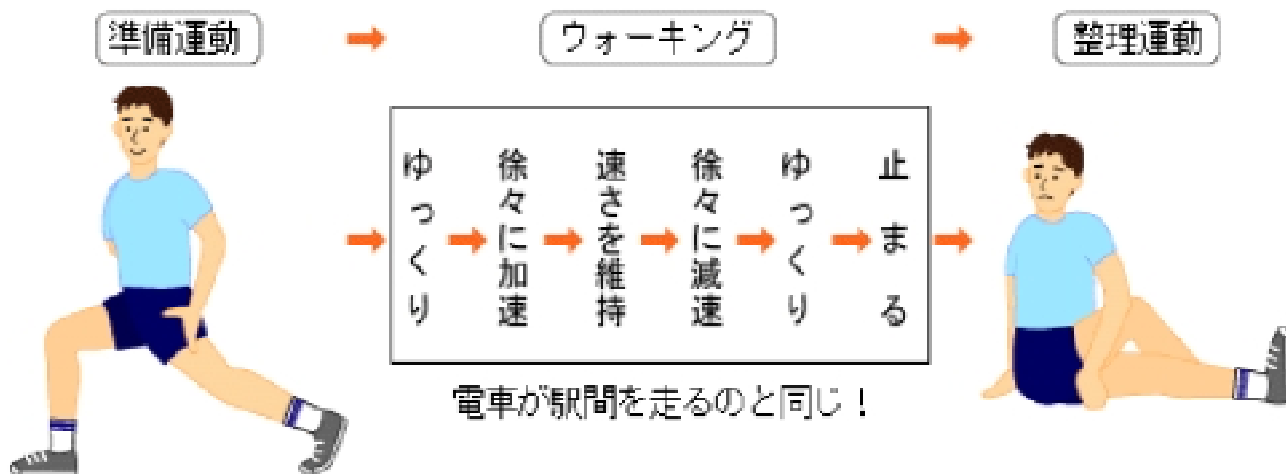 準備運動
ウォーキング
整理運動
ゆっくり
徐々に加速
速さを維持
徐々に減速
ゆっくり
止まる
電車が駅間を走るのと同じ！